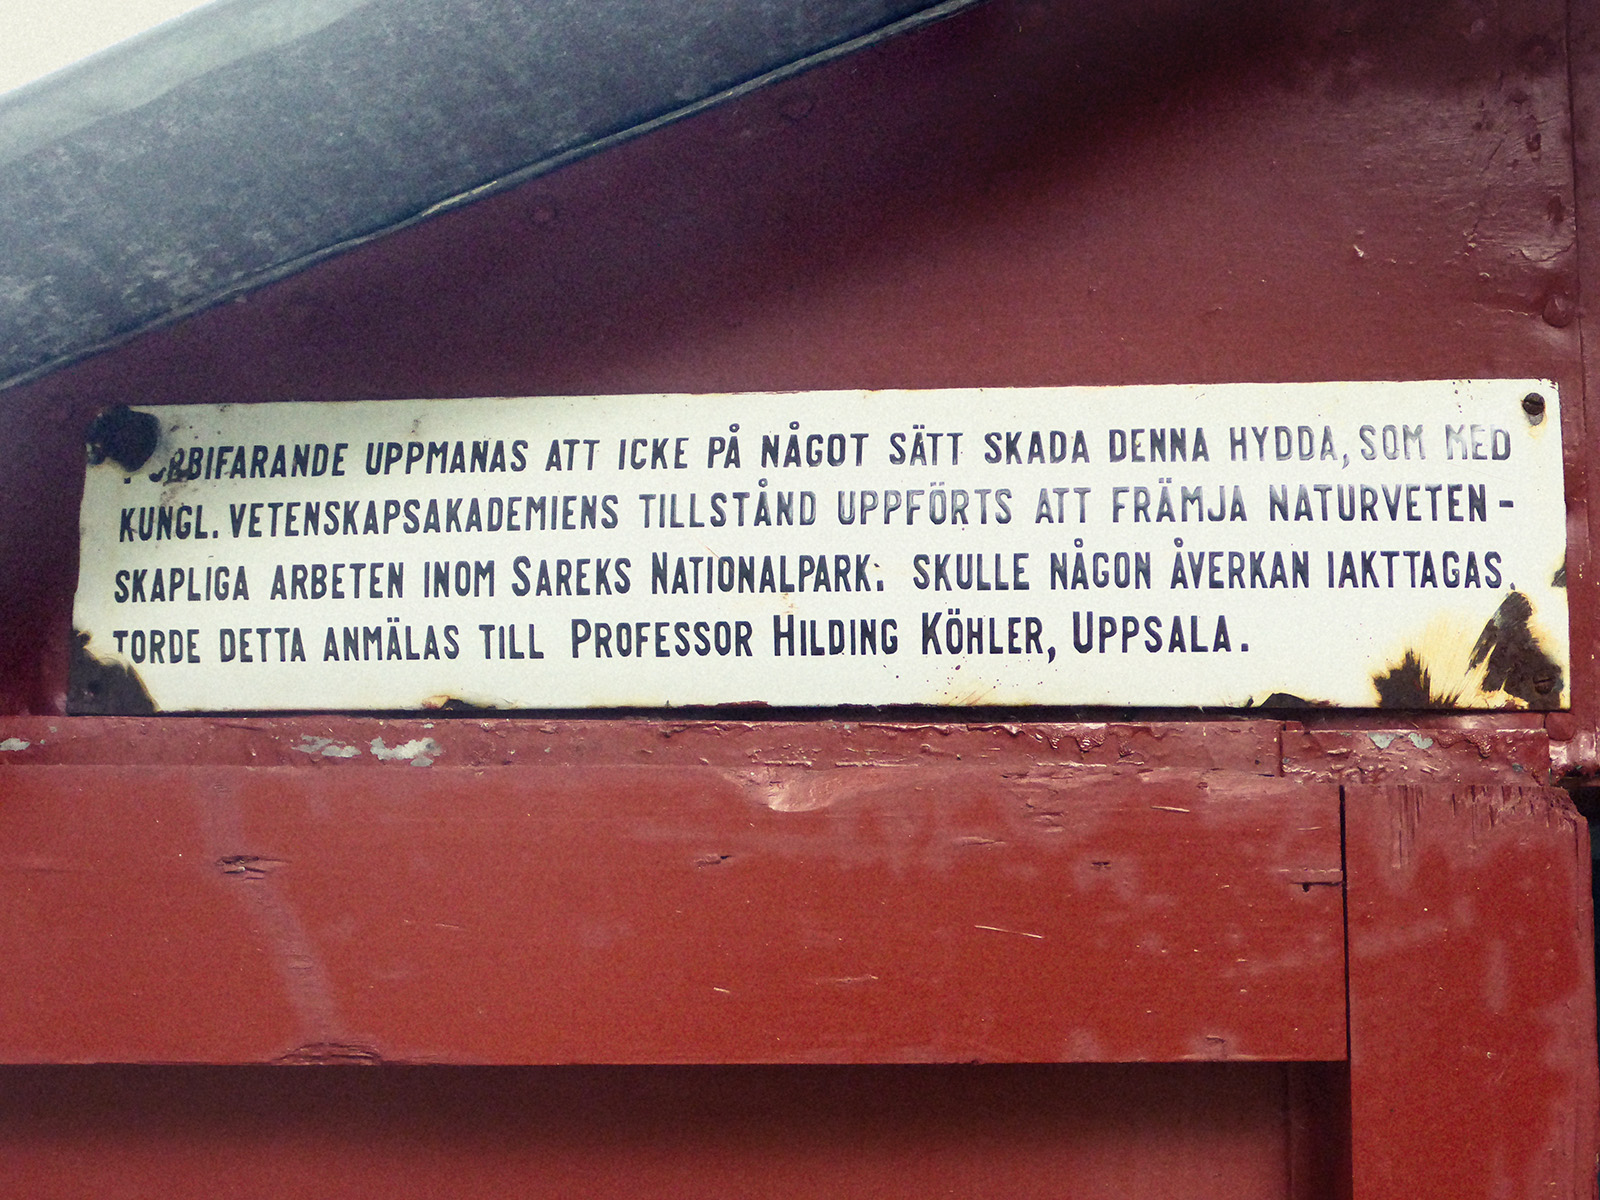 FÖRBIFARANDE UPPMANAS ATT ICKE PÅ NÅGOT SÄTT SKADA DENNA HYDDA, SOM MED
KUNGL. VETENSKAPSAKADEMIENS TILLSTÅND UPPFÖRTS ATT FRÄMJA NATURVETEN-
SKAPLIGA ARBETEN INOM SAREKS NATIONALPARK. SKULLE NÅGON ÅVERKAN IAKTTAGAS,
TORDE DETTA ANMÄLAS TILL PROFESSOR HILDING KÖHLER, UPPSALA.